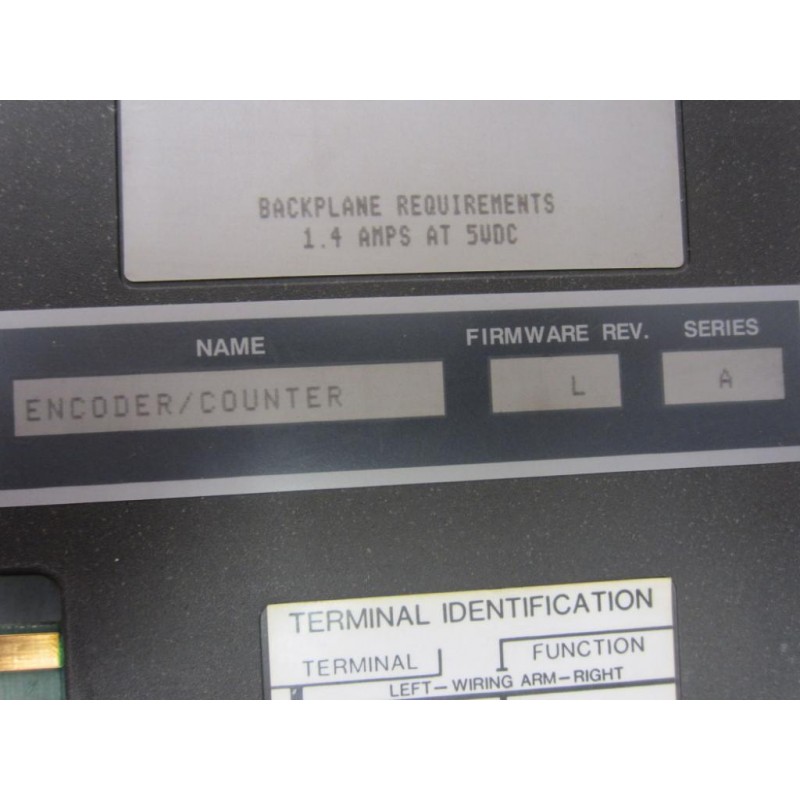 BACKPLANE REQUIREMENTS
1.4 AMPS AT 5VDC
NAME FIRMWARE REV. SERIES
ENCODER/COUNTER L A
TERMINAL IDENTIFICATION
TERMINAL FUNCTION
LEFT-WIRING ARM-RIGHT